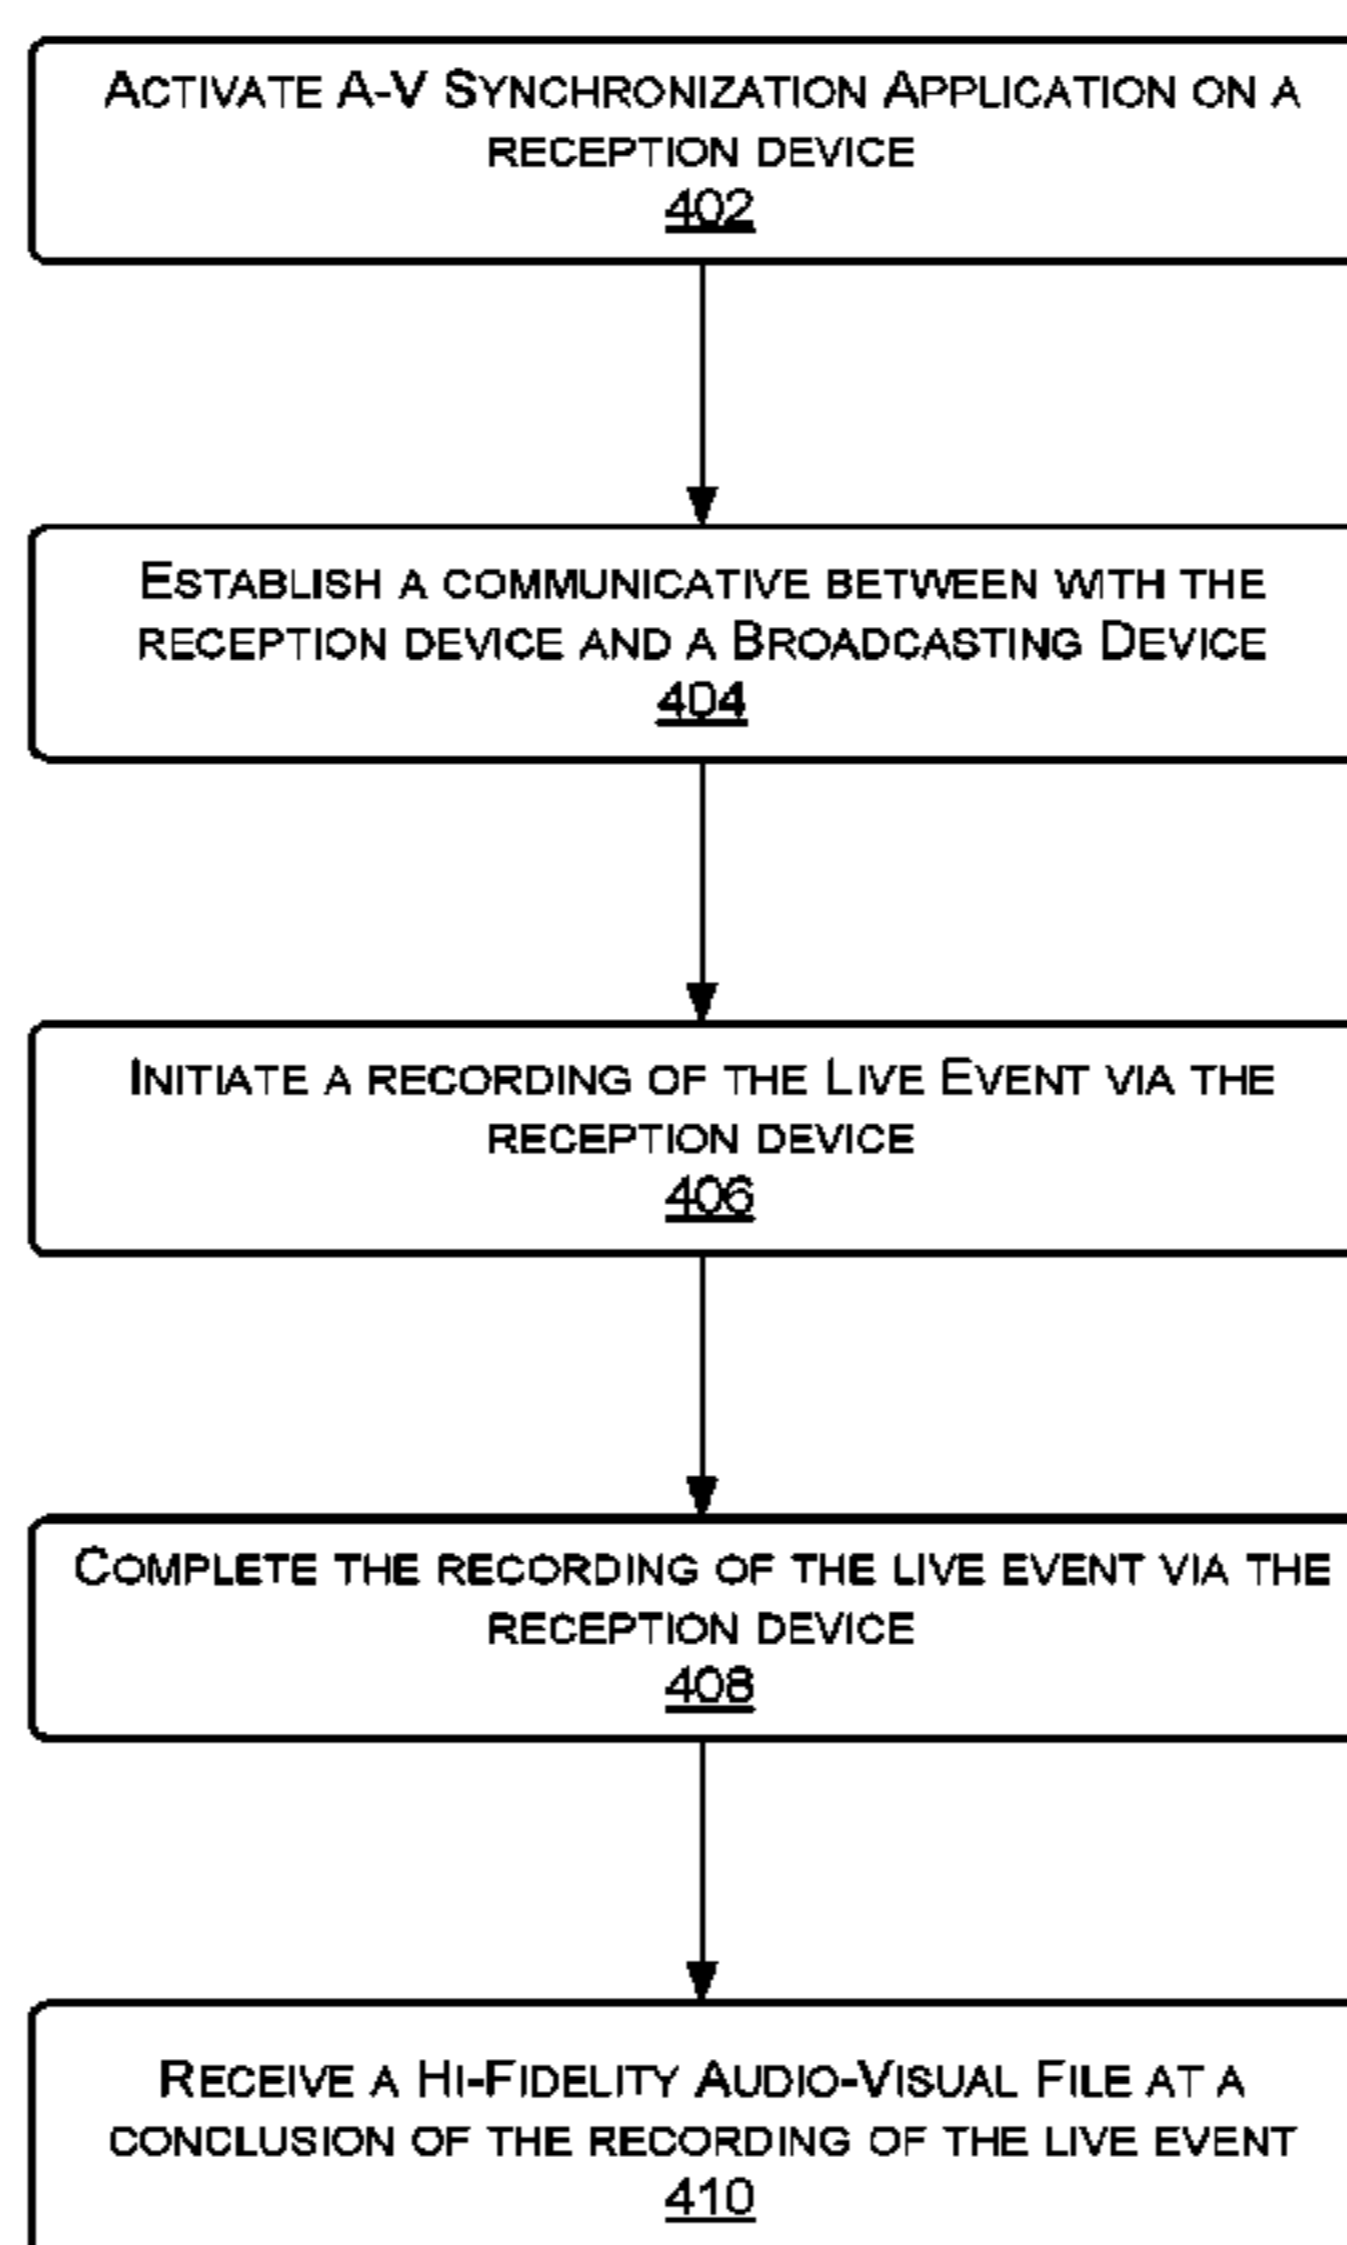 ACTIVATE A-V SYNCHRONIZATION APPLICATION ON A
RECEPTION DEVICE
402
ESTABLISH A COMMUNICATIVE BETWEEN WITH THE
RECEPTION DEVICE AND A BROADCASTING DEVICE
404
INITIATE A RECORDING OF THE LIVE EVENT VIA THE
RECEPTION DEVICE
406
COMPLETE THE RECORDING OF THE LIVE EVENT VIA THE
RECEPTION DEVICE
408
RECEIVE A HI-FIDELITY AUDIO-VISUAL FILE AT A
CONCLUSION OF THE RECORDING OF THE LIVE EVENT
410